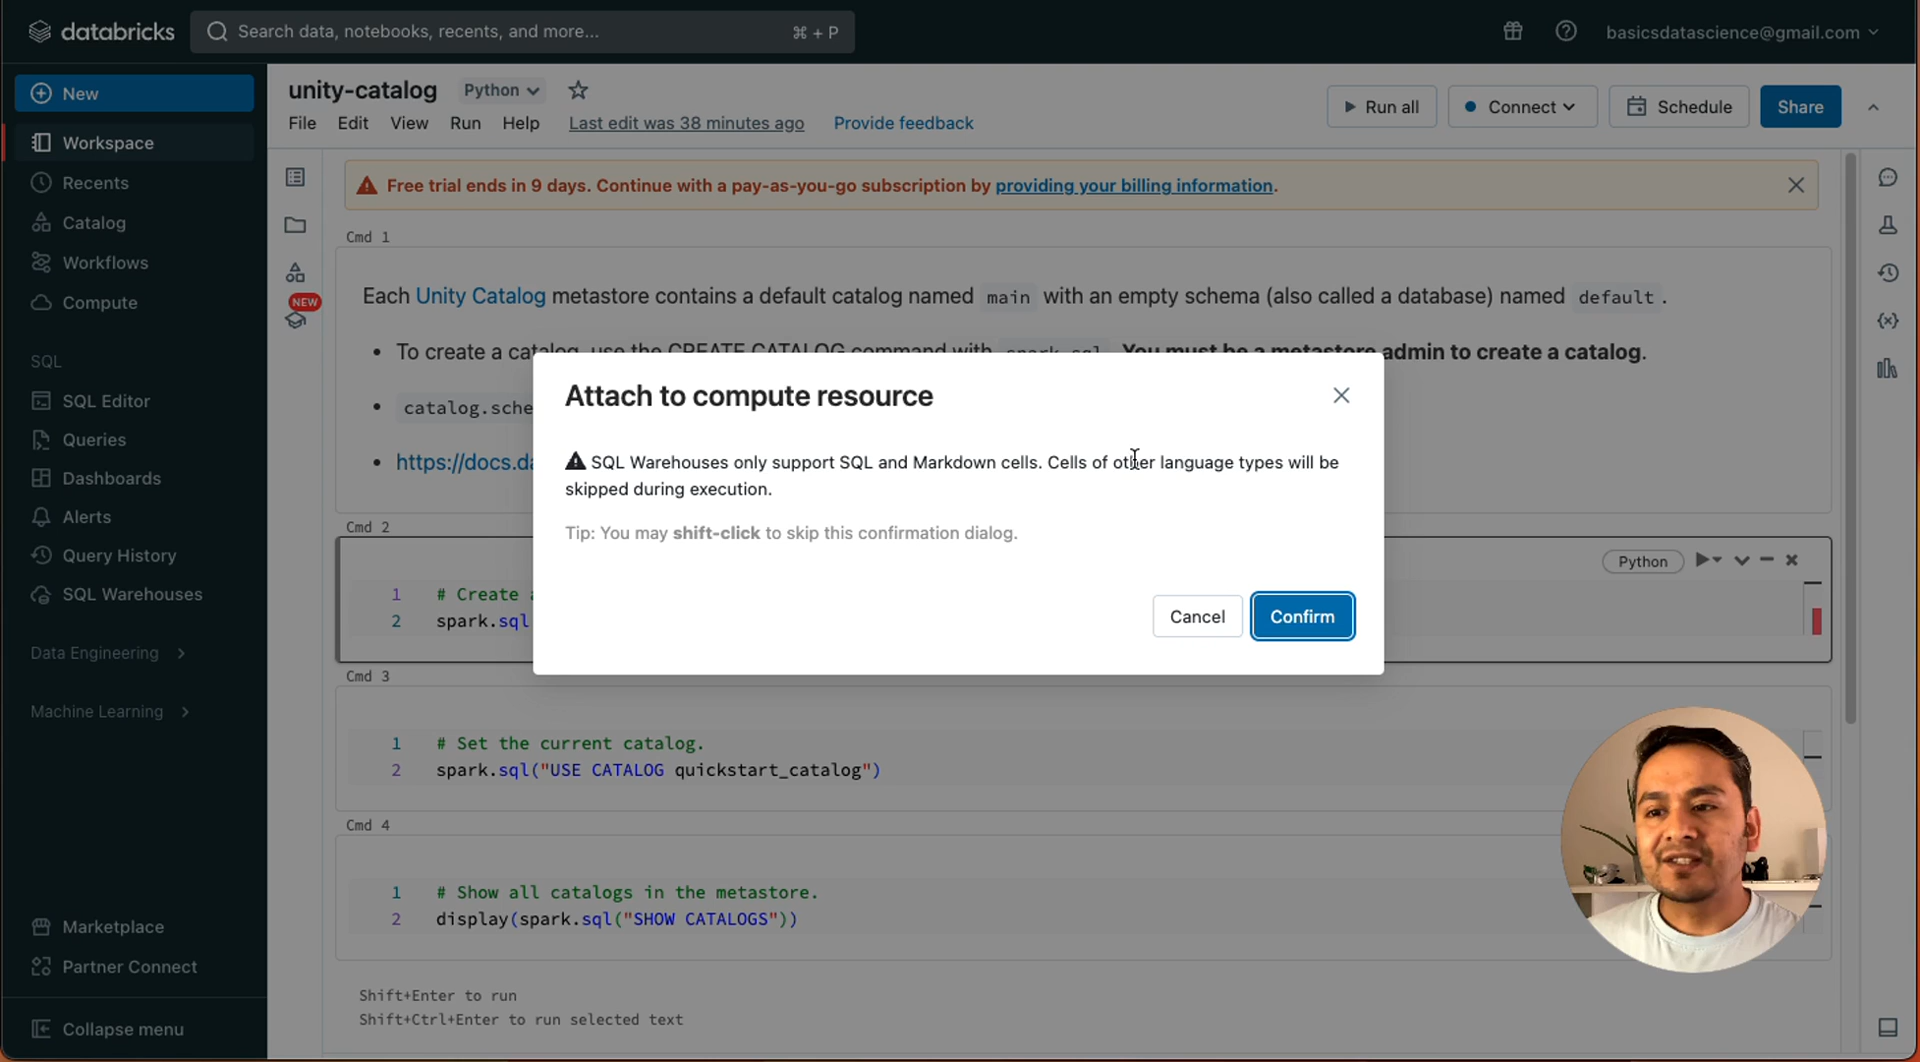 databricks
Search data, notebooks, recents, and more...
⌘ + P
basicsdatascience@gmail.com
New
Workspace
Recents
Catalog
Workflows
Compute
SQL
SQL Editor
Queries
Dashboards
Alerts
Query History
SQL Warehouses
Data Engineering
Machine Learning
Marketplace
Partner Connect
Collapse menu
unity-catalog
Python
File Edit View Run Help Last edit was 38 minutes ago Provide feedback
Run all
Connect
Schedule
Share
NEW
Free trial ends in 9 days. Continue with a pay-as-you-go subscription by providing your billing information.
Cmd 1
Each Unity Catalog metastore contains a default catalog named main with an empty schema (also called a database) named default .
• To create a catalog, use the CREATE CATALOG command with spark.sql. You must be a metastore admin to create a catalog.
• catalog.sche
• https://docs.da
Attach to compute resource
SQL Warehouses only support SQL and Markdown cells. Cells of other language types will be
skipped during execution.
Tip: You may shift-click to skip this confirmation dialog.
Cancel
Confirm
Cmd 2
Python
1 # Create a
2 spark.sql
Cmd 3
1 # Set the current catalog.
2 spark.sql("USE CATALOG quickstart_catalog")
Cmd 4
1 # Show all catalogs in the metastore.
2 display(spark.sql("SHOW CATALOGS"))
Shift+Enter to run
Shift+Ctrl+Enter to run selected text